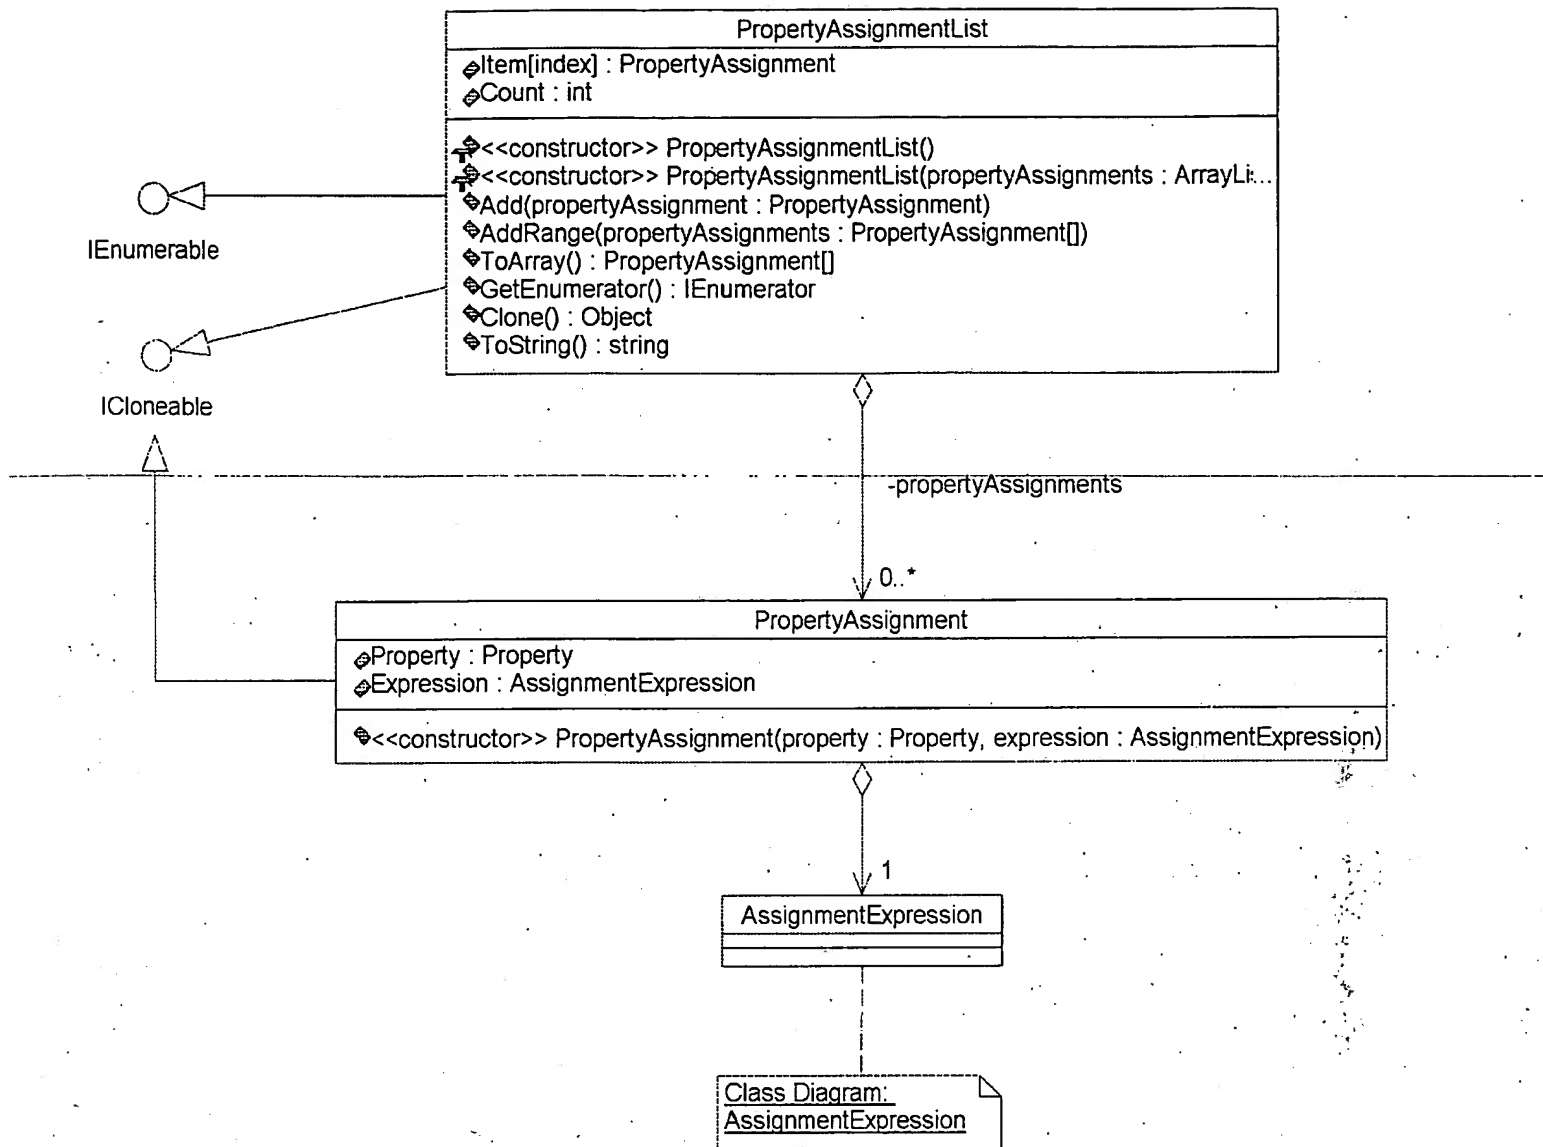 PropertyAssignmentList
Item[index] : PropertyAssignment
Count : int
<<constructor>> PropertyAssignmentList()
<<constructor>> PropertyAssignmentList(propertyAssignments : ArrayLi...
Add(propertyAssignment : PropertyAssignment)
AddRange(propertyAssignments : PropertyAssignment[])
ToArray() : PropertyAssignment[]
GetEnumerator() : IEnumerator
Clone() : Object
ToString() : string
IEnumerable
ICloneable
-propertyAssignments
0..*
PropertyAssignment
Property : Property
Expression : AssignmentExpression
<<constructor>> PropertyAssignment(property : Property, expression : AssignmentExpression)
1
AssignmentExpression
Class Diagram:
AssignmentExpression